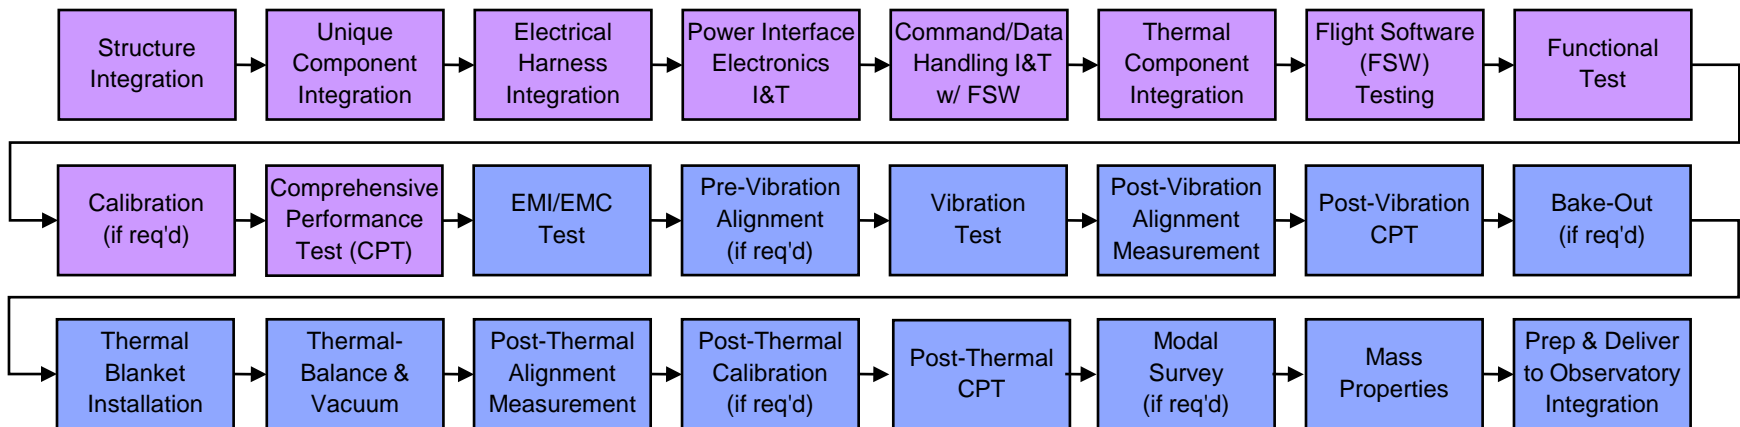 Structure
Integration
Unique
Component
Integration
Electrical
Harness
Integration
Power Interface
Electronics
I&T
Command/Data
Handling I&T
w/ FSW
Thermal
Component
Integration
Flight Software
(FSW)
Testing
Functional
Test
Calibration
(if req'd)
Comprehensive
Performance
Test (CPT)
EMI/EMC
Test
Pre-Vibration
Alignment
(if req'd)
Vibration
Test
Post-Vibration
Alignment
Measurement
Post-Vibration
CPT
Bake-Out
(if req'd)
Thermal
Blanket
Installation
Thermal-
Balance &
Vacuum
Post-Thermal
Alignment
Measurement
Post-Thermal
Calibration
(if req'd)
Post-Thermal
CPT
Modal
Survey
(if req'd)
Mass
Properties
Prep & Deliver
to Observatory
Integration